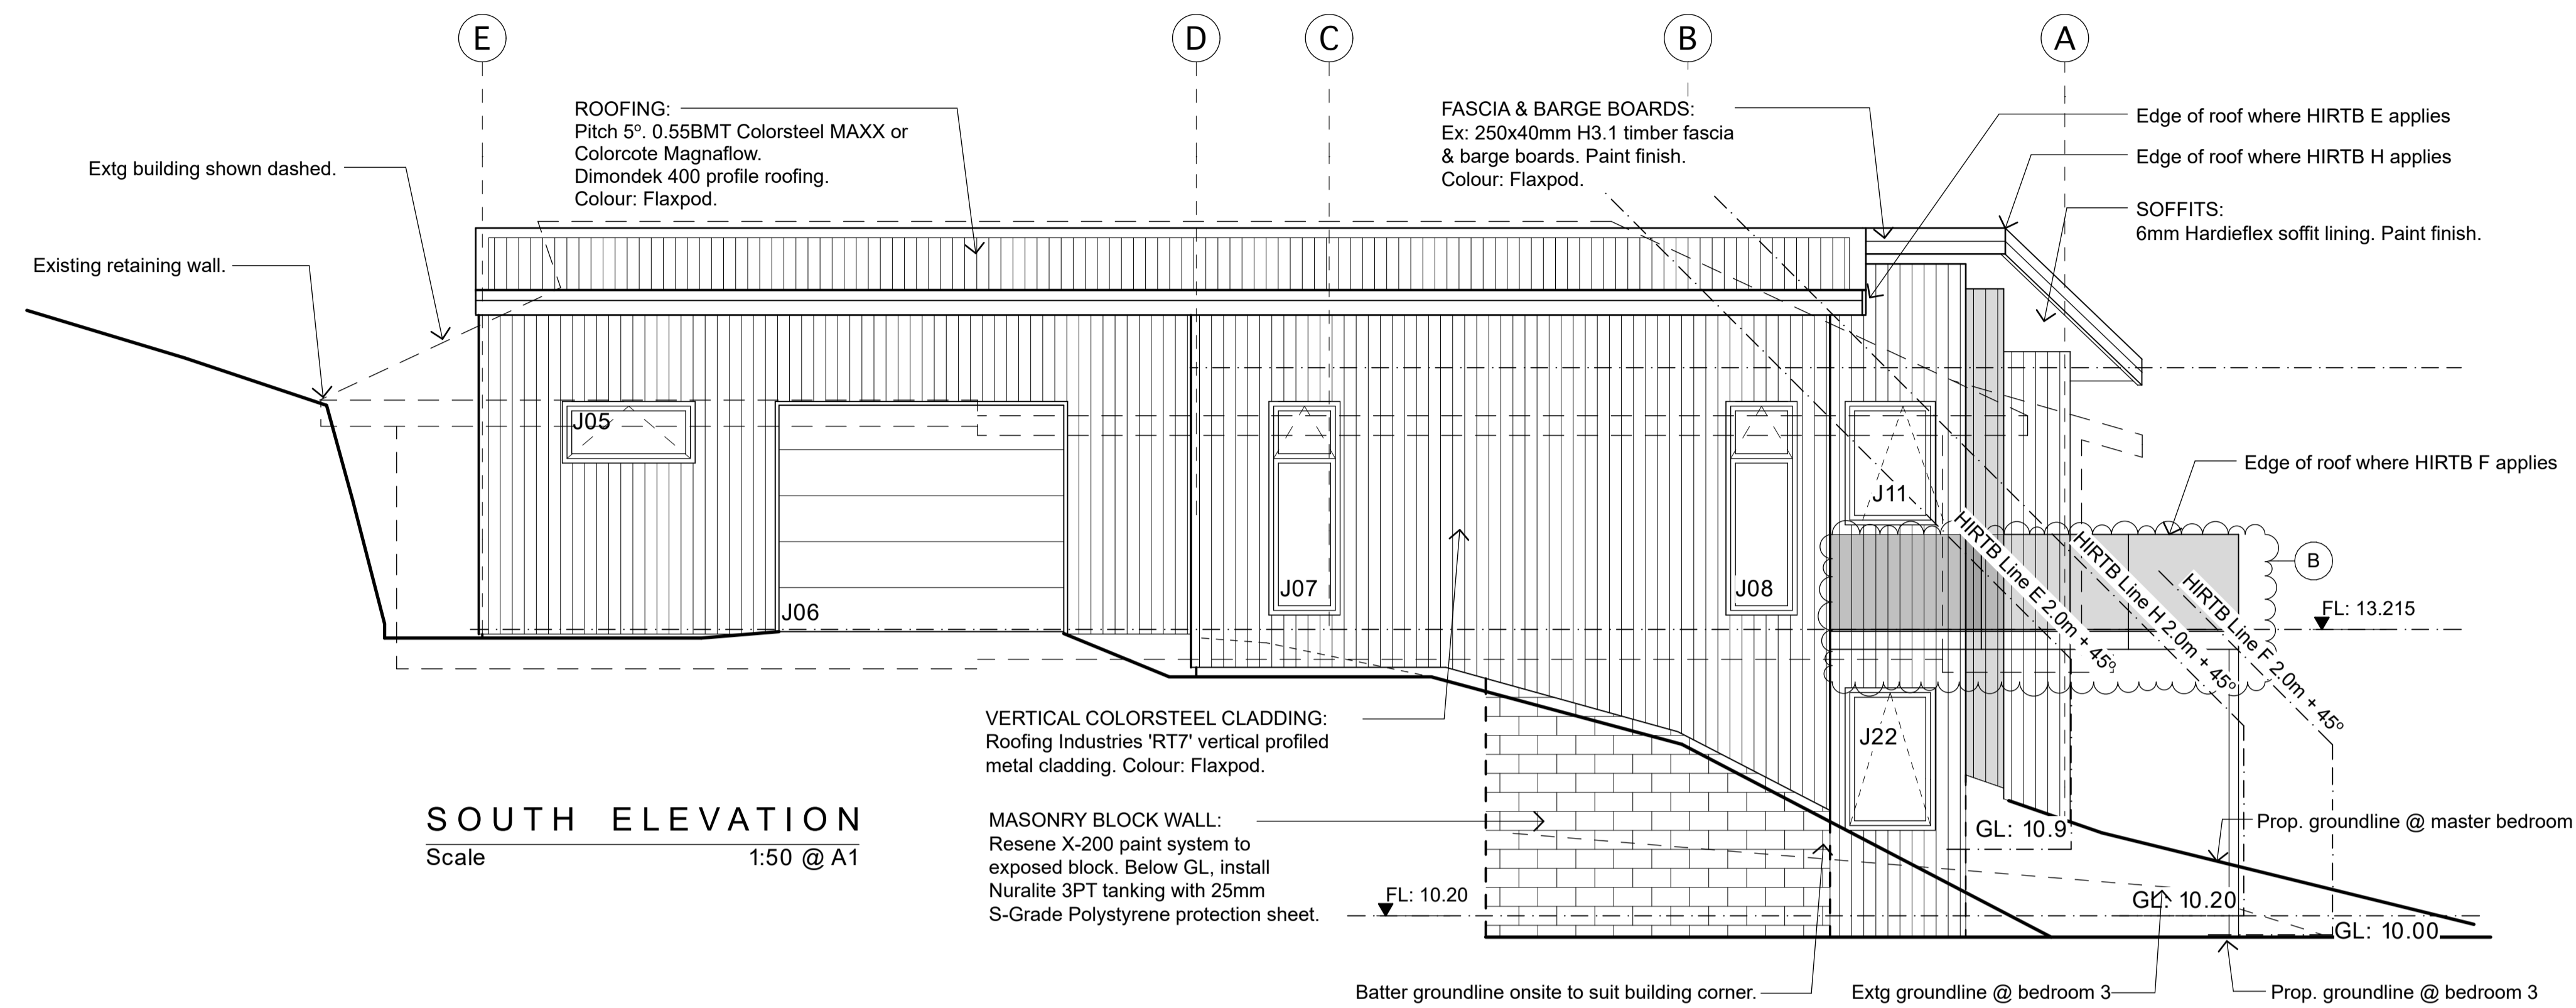 E
D
C
B
A
ROOFING:
Pitch 5º. 0.55BMT Colorsteel MAXX or
Colorcote Magnaflow.
Dimondek 400 profile roofing.
Colour: Flaxpod.
FASCIA & BARGE BOARDS:
Ex: 250x40mm H3.1 timber fascia
& barge boards. Paint finish.
Colour: Flaxpod.
Edge of roof where HIRTB E applies
Edge of roof where HIRTB H applies
SOFFITS:
6mm Hardieflex soffit lining. Paint finish.
Extg building shown dashed.
Existing retaining wall.
J05
J06
J07
J08
J11
Edge of roof where HIRTB F applies
B
HIRTB Line E 2.0m + 45º
HIRTB Line H 2.0m + 45º
HIRTB Line F 2.0m + 45º
FL: 13.215
J22
VERTICAL COLORSTEEL CLADDING:
Roofing Industries 'RT7' vertical profiled
metal cladding. Colour: Flaxpod.
MASONRY BLOCK WALL:
Resene X-200 paint system to
exposed block. Below GL, install
Nuralite 3PT tanking with 25mm
S-Grade Polystyrene protection sheet.
SOUTH ELEVATION
Scale 1:50 @ A1
FL: 10.20
GL: 10.9
Prop. groundline @ master bedroom
GL: 10.20
GL: 10.00
Batter groundline onsite to suit building corner.
Extg groundline @ bedroom 3
Prop. groundline @ bedroom 3